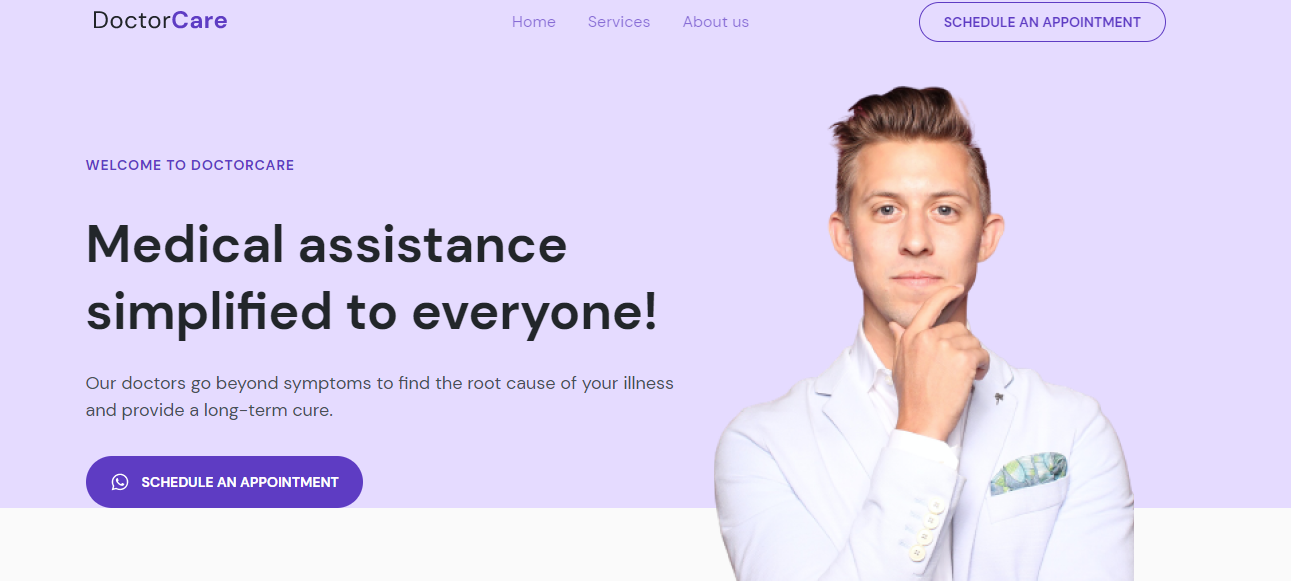 DoctorCare
Home
Services
About us
SCHEDULE AN APPOINTMENT
WELCOME TO DOCTORCARE
Medical assistance
simplified to everyone!
Our doctors go beyond symptoms to find the root cause of your illness
and provide a long-term cure.
SCHEDULE AN APPOINTMENT